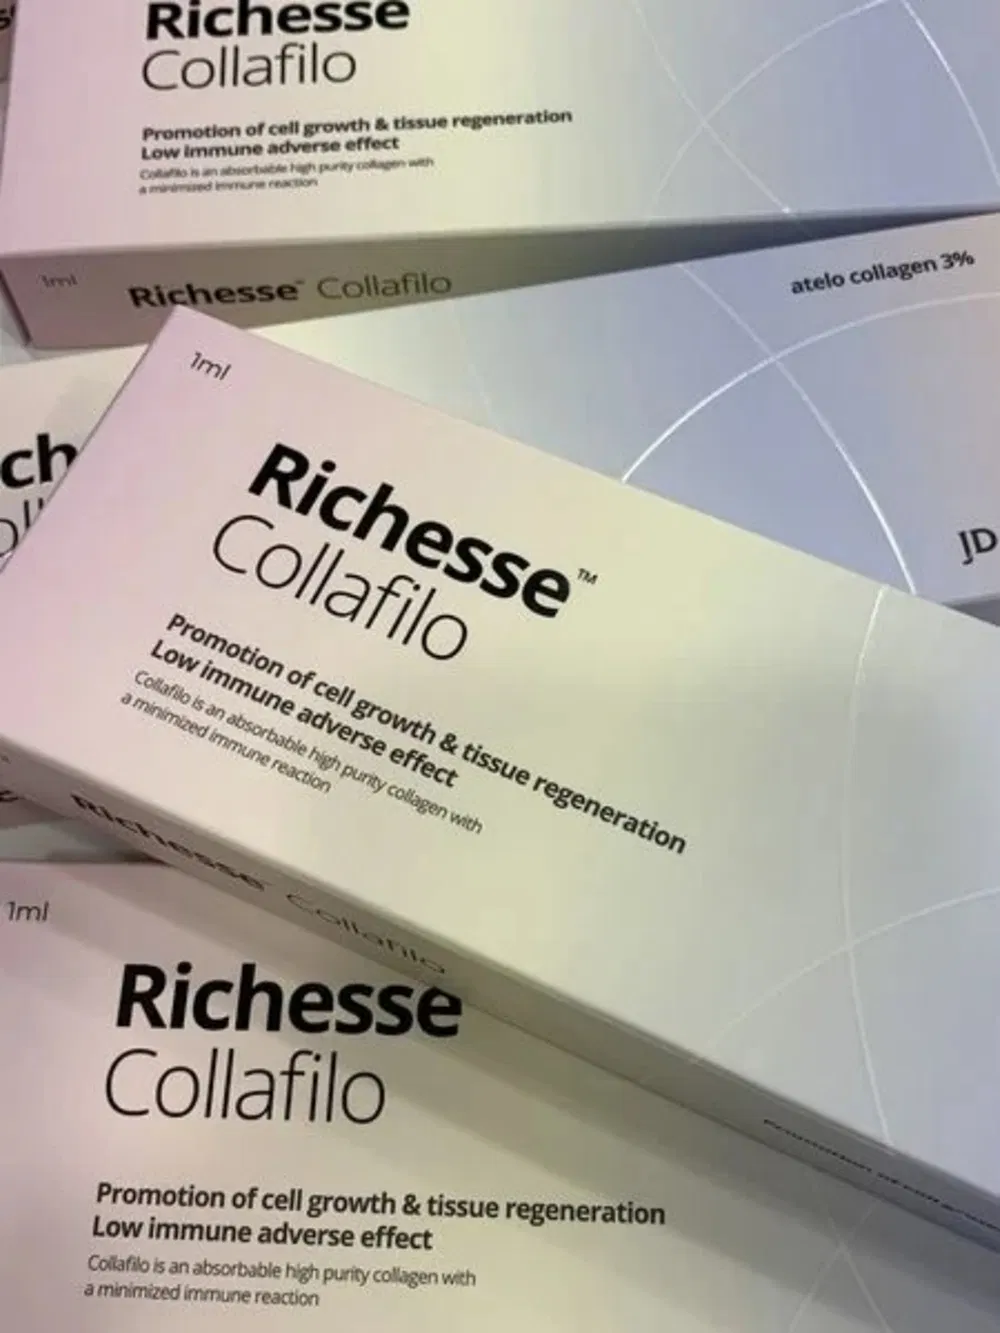 Richesse
Collafilo
Promotion of cell growth & tissue regeneration
Low immune adverse effect
Collafilo is an absorbable high purity collagen with
a minimized immune reaction
1ml
Richesse™ Collafilo
atelo collagen 3%
JD
ch
1ml
Richesse™
Collafilo
Promotion of cell growth & tissue regeneration
Low immune adverse effect
Collafilo is an absorbable high purity collagen with
a minimized immune reaction
Richesse™ Collafilo
1ml
Richesse
Collafilo
Promotion of cell growth & tissue regeneration
Low immune adverse effect
Collafilo is an absorbable high purity collagen with
a minimized immune reaction